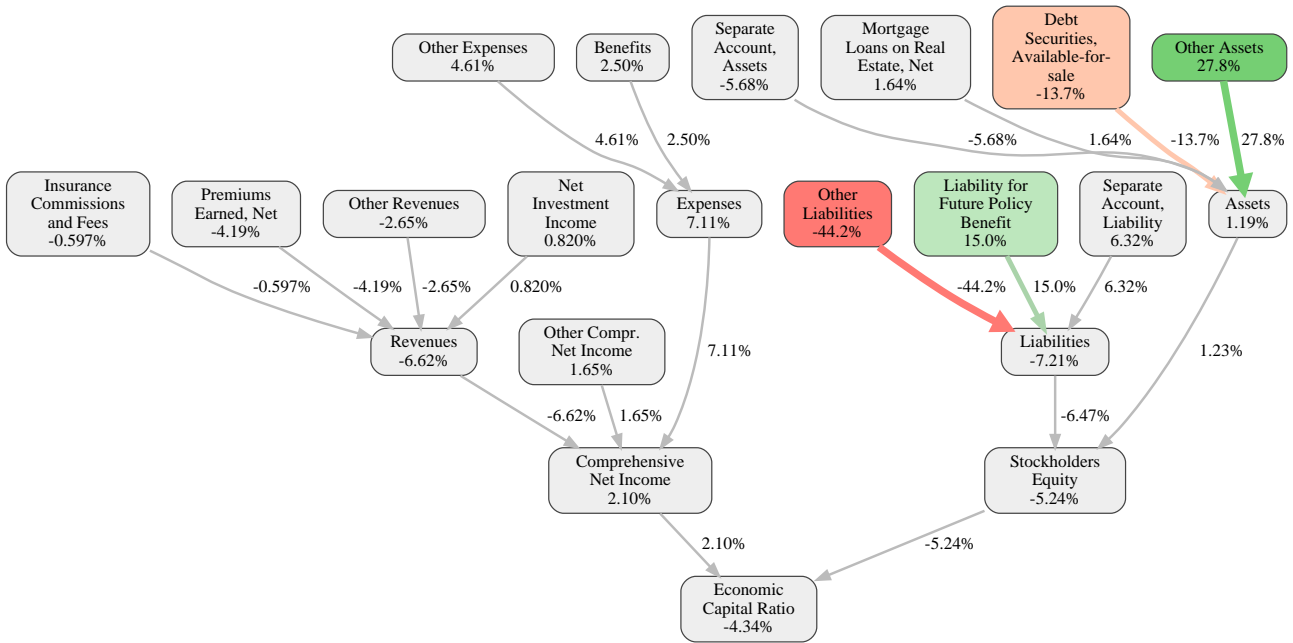 Other Expenses
4.61%
Benefits
2.50%
Separate
Account,
Assets
-5.68%
Mortgage
Loans on Real
Estate, Net
1.64%
Debt
Securities,
Available-for-
sale
-13.7%
Other Assets
27.8%
4.61%
2.50%
-5.68%
1.64%
-13.7%
27.8%
Insurance
Commissions
and Fees
-0.597%
Premiums
Earned, Net
-4.19%
Other Revenues
-2.65%
Net
Investment
Income
0.820%
Expenses
7.11%
Other
Liabilities
-44.2%
Liability for
Future Policy
Benefit
15.0%
Separate
Account,
Liability
6.32%
Assets
1.19%
-0.597%
-4.19%
-2.65%
0.820%
-44.2%
15.0%
6.32%
Revenues
-6.62%
Other Compr.
Net Income
1.65%
7.11%
Liabilities
-7.21%
1.23%
-6.62%
1.65%
-6.47%
Comprehensive
Net Income
2.10%
Stockholders
Equity
-5.24%
2.10%
-5.24%
Economic
Capital Ratio
-4.34%